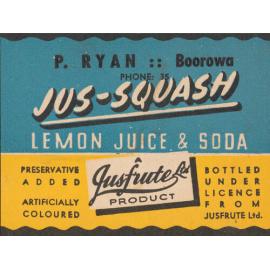 P. RYAN :: Boorowa
PHONE: 35
JUS-SQUASH
LEMON JUICE & SODA
PRESERVATIVE
ADDED
ARTIFICIALLY
COLOURED
A
Jusfrute Ltd
PRODUCT
BOTTLED
UNDER
LICENCE
FROM
JUSFRUTE Ltd.